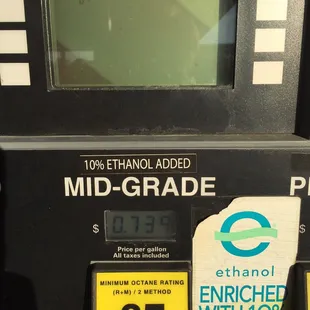 10% ETHANOL ADDED
MID-GRADE
P
$ 0.739
$
Price per gallon
All taxes included
MINIMUM OCTANE RATING
(R+M) / 2 METHOD
e
ethanol
ENRICHED